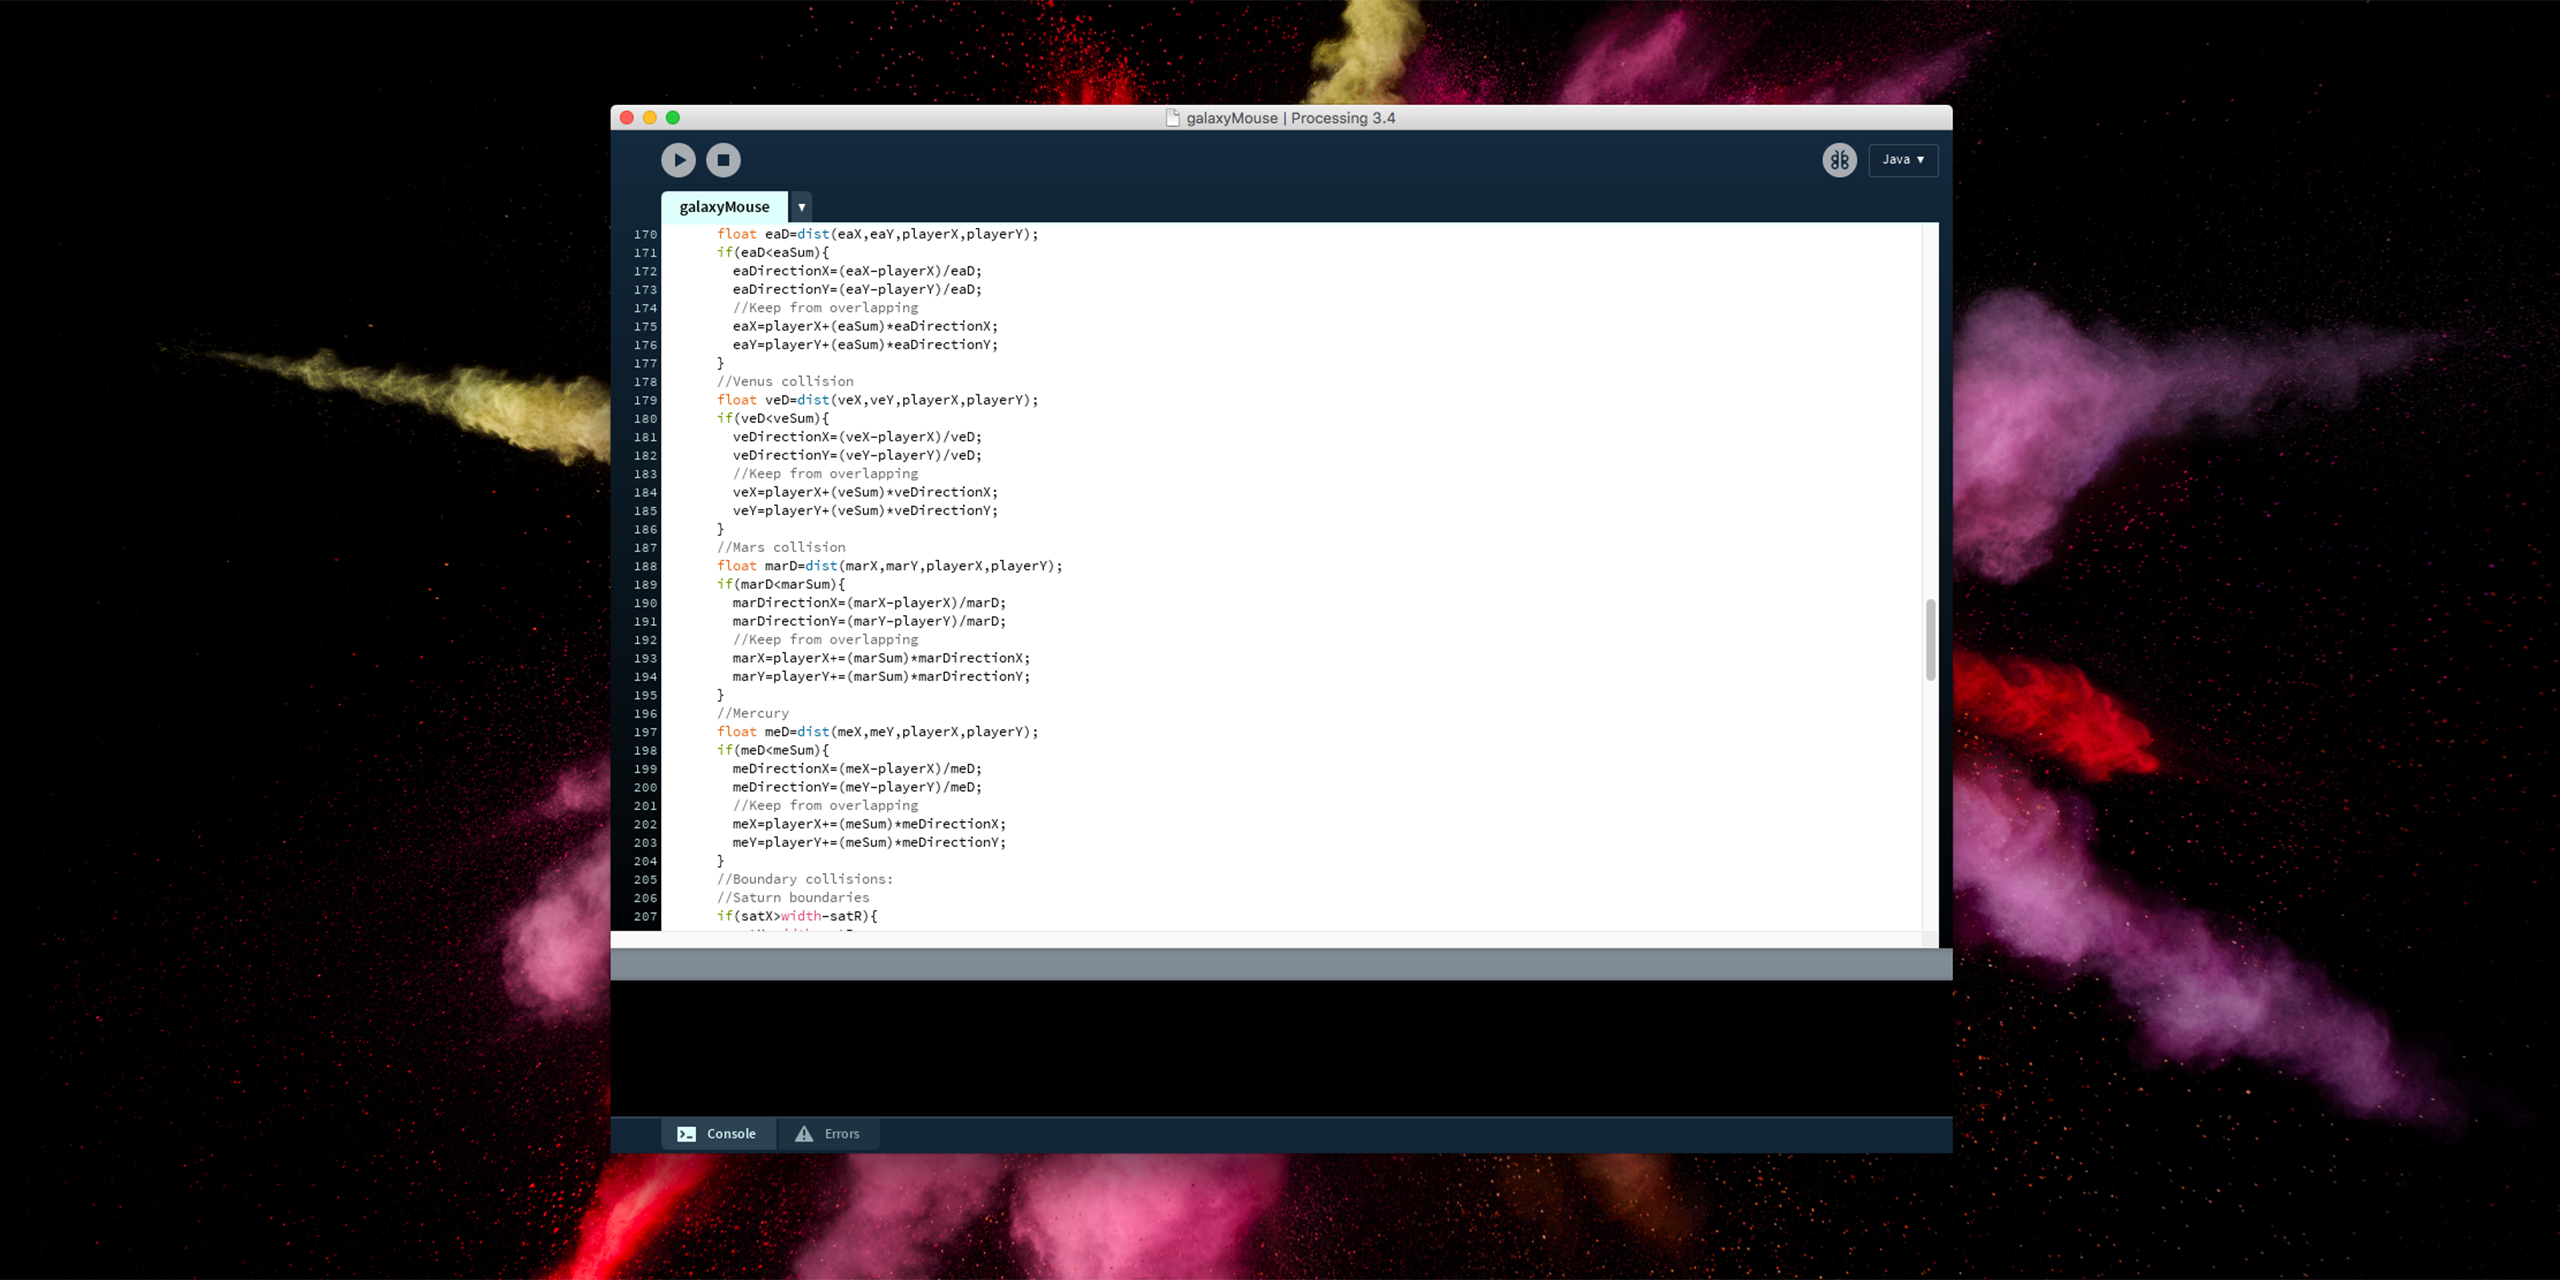 galaxyMouse | Processing 3.4
Java ▼
galaxyMouse ▼
170 float eaD=dist(eaX,eaY,playerX,playerY);
171 if(eaD<eaSum){
172 eaDirectionX=(eaX-playerX)/eaD;
173 eaDirectionY=(eaY-playerY)/eaD;
174 //Keep from overlapping
175 eaX=playerX+(eaSum)*eaDirectionX;
176 eaY=playerY+(eaSum)*eaDirectionY;
177 }
178 //Venus collision
179 float veD=dist(veX,veY,playerX,playerY);
180 if(veD<veSum){
181 veDirectionX=(veX-playerX)/veD;
182 veDirectionY=(veY-playerY)/veD;
183 //Keep from overlapping
184 veX=playerX+(veSum)*veDirectionX;
185 veY=playerY+(veSum)*veDirectionY;
186 }
187 //Mars collision
188 float marD=dist(marX,marY,playerX,playerY);
189 if(marD<marSum){
190 marDirectionX=(marX-playerX)/marD;
191 marDirectionY=(marY-playerY)/marD;
192 //Keep from overlapping
193 marX=playerX+=(marSum)*marDirectionX;
194 marY=playerY+=(marSum)*marDirectionY;
195 }
196 //Mercury
197 float meD=dist(meX,meY,playerX,playerY);
198 if(meD<meSum){
199 meDirectionX=(meX-playerX)/meD;
200 meDirectionY=(meY-playerY)/meD;
201 //Keep from overlapping
202 meX=playerX+=(meSum)*meDirectionX;
203 meY=playerY+=(meSum)*meDirectionY;
204 }
205 //Boundary collisions:
206 //Saturn boundaries
207 if(satX>width-satR){
Console
Errors